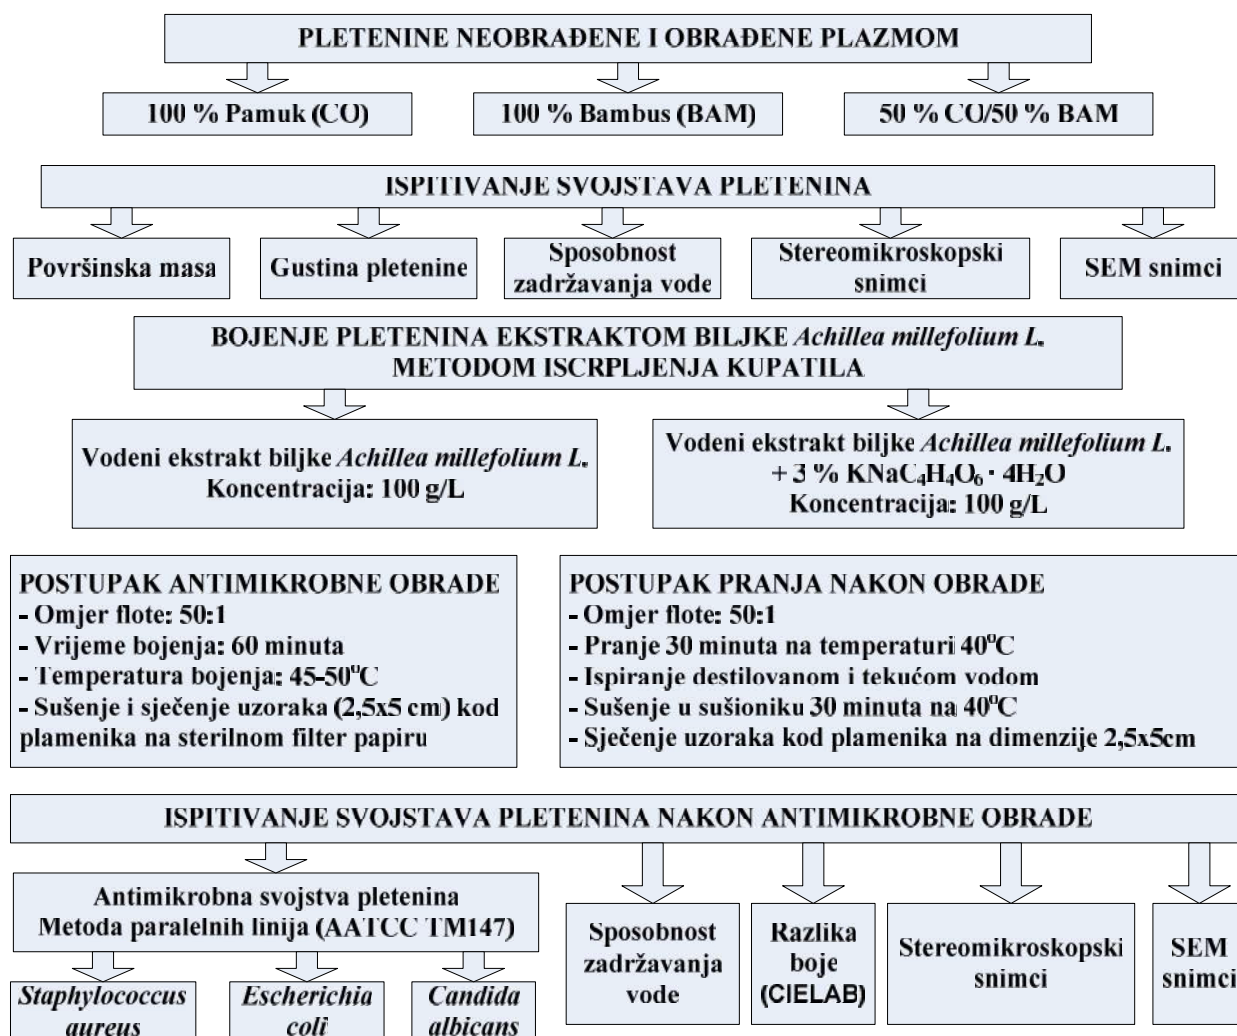 PLETENINE NEOBRAĐENE I OBRAĐENE PLAZMOM
100 % Pamuk (CO)
100 % Bambus (BAM)
50 % CO/50 % BAM
ISPITIVANJE SVOJSTAVA PLETENINA
Površinska masa
Gustina pletenine
Sposobnost
zadržavanja vode
Stereomikroskopski
snimci
SEM snimci
BOJENJE PLETENINA EKSTRAKTOM BILJKE Achillea millefolium L.
METODOM ISCRPLJENJA KUPATILA
Vodeni ekstrakt biljke Achillea millefolium L.
Koncentracija: 100 g/L
Vodeni ekstrakt biljke Achillea millefolium L.
+ 3 % KNaC₄H₄O₆ · 4H₂O
Koncentracija: 100 g/L
POSTUPAK ANTIMIKROBNE OBRADE
- Omjer flote: 50:1
- Vrijeme bojenja: 60 minuta
- Temperatura bojenja: 45-50⁰C
- Sušenje i sječenje uzoraka (2,5x5 cm) kod
plamenika na sterilnom filter papiru
POSTUPAK PRANJA NAKON OBRADE
- Omjer flote: 50:1
- Pranje 30 minuta na temperaturi 40⁰C
- Ispiranje destilovanom i tekućom vodom
- Sušenje u sušioniku 30 minuta na 40⁰C
- Sječenje uzoraka kod plamenika na dimenzije 2,5x5cm
ISPITIVANJE SVOJSTAVA PLETENINA NAKON ANTIMIKROBNE OBRADE
Antimikrobna svojstva pletenina
Metoda paralelnih linija (AATCC TM147)
Staphylococcus
aureus
Escherichia
coli
Candida
albicans
Sposobnost
zadržavanja
vode
Razlika
boje
(CIELAB)
Stereomikroskopski
snimci
SEM
snimci